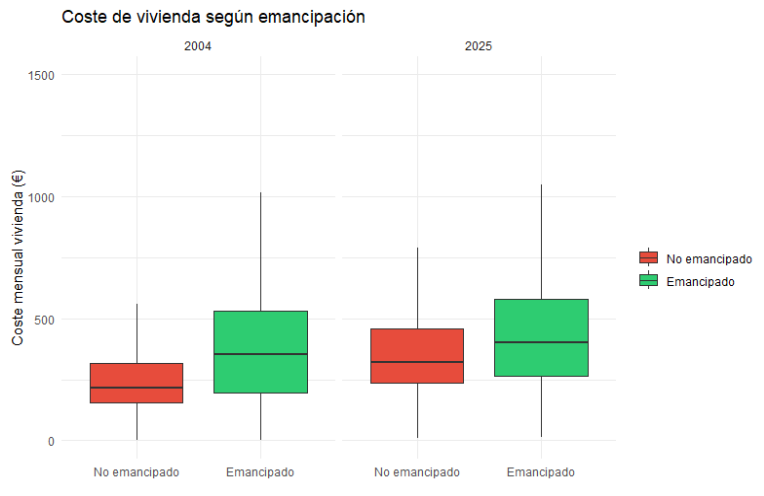 Coste de vivienda según emancipación
2004
2025
Coste mensual vivienda (€)
1500
1000
500
0
No emancipado
Emancipado
No emancipado
Emancipado
No emancipado
Emancipado